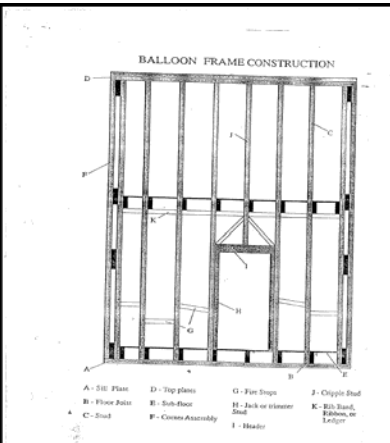 BALLOON FRAME CONSTRUCTION
D
J
C
F
K
I
H
G
A
B
E
A - Sill Plate
D - Top plates
G - Fire Stops
J - Cripple Stud
B - Floor Joist
E - Sub-floor
H - Jack or trimmer
Stud
K - Rib Band,
Ribbon, or
Ledger
C - Stud
F - Corner Assembly
I - Header